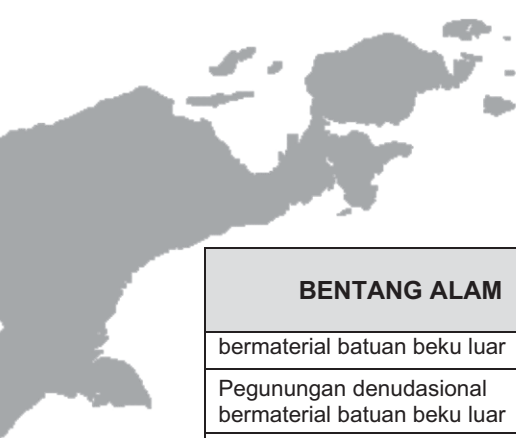 BENTANG ALAM
bermaterial batuan beku luar
Pegunungan denudasional
bermaterial batuan beku luar